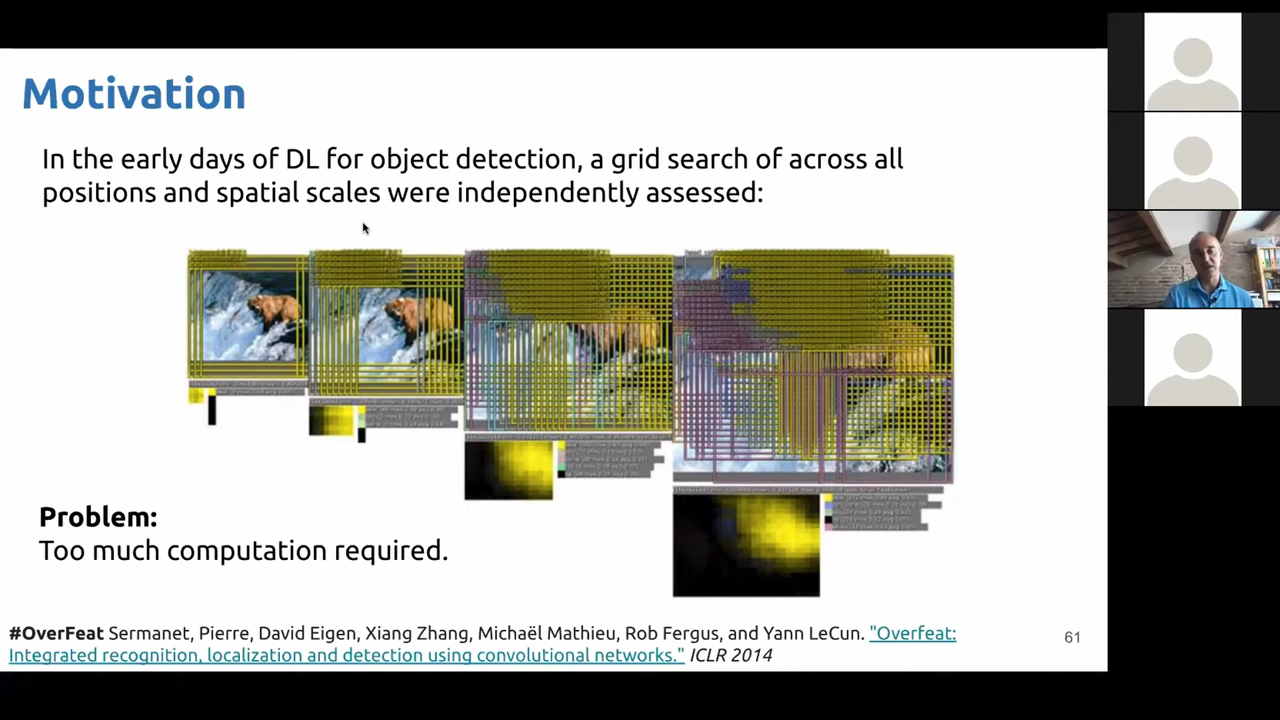 Motivation
In the early days of DL for object detection, a grid search of across all
positions and spatial scales were independently assessed:
Problem:
Too much computation required.
#OverFeat Sermanet, Pierre, David Eigen, Xiang Zhang, Michaël Mathieu, Rob Fergus, and Yann LeCun. "Overfeat:
Integrated recognition, localization and detection using convolutional networks." ICLR 2014
61